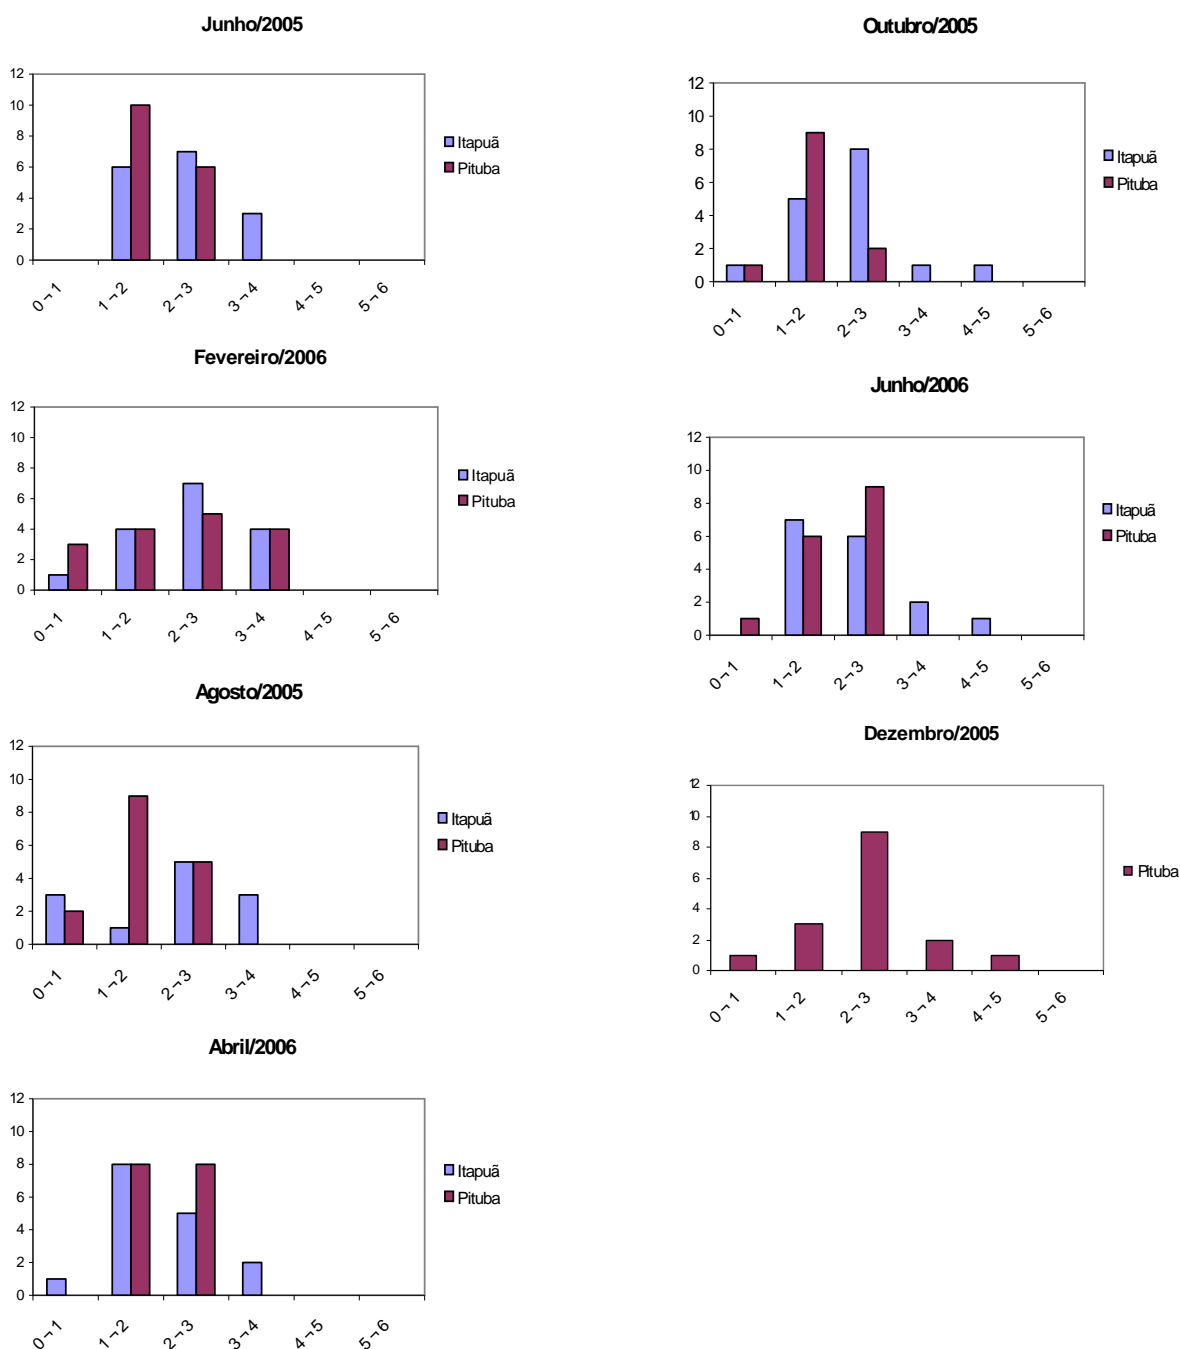 Junho/2005
12
10
8
6
4
2
0
0 ¬ 1
1 ¬ 2
2 ¬ 3
3 ¬ 4
4 ¬ 5
5 ¬ 6
Itapuã
Pituba
Outubro/2005
12
10
8
6
4
2
0
0 ¬ 1
1 ¬ 2
2 ¬ 3
3 ¬ 4
4 ¬ 5
5 ¬ 6
Itapuã
Pituba
Fevereiro/2006
12
10
8
6
4
2
0
0 ¬ 1
1 ¬ 2
2 ¬ 3
3 ¬ 4
4 ¬ 5
5 ¬ 6
Itapuã
Pituba
Junho/2006
12
10
8
6
4
2
0
0 ¬ 1
1 ¬ 2
2 ¬ 3
3 ¬ 4
4 ¬ 5
5 ¬ 6
Itapuã
Pituba
Agosto/2005
12
10
8
6
4
2
0
0 ¬ 1
1 ¬ 2
2 ¬ 3
3 ¬ 4
4 ¬ 5
5 ¬ 6
Itapuã
Pituba
Dezembro/2005
12
10
8
6
4
2
0
0 ¬ 1
1 ¬ 2
2 ¬ 3
3 ¬ 4
4 ¬ 5
5 ¬ 6
Pituba
Abril/2006
12
10
8
6
4
2
0
0 ¬ 1
1 ¬ 2
2 ¬ 3
3 ¬ 4
4 ¬ 5
5 ¬ 6
Itapuã
Pituba